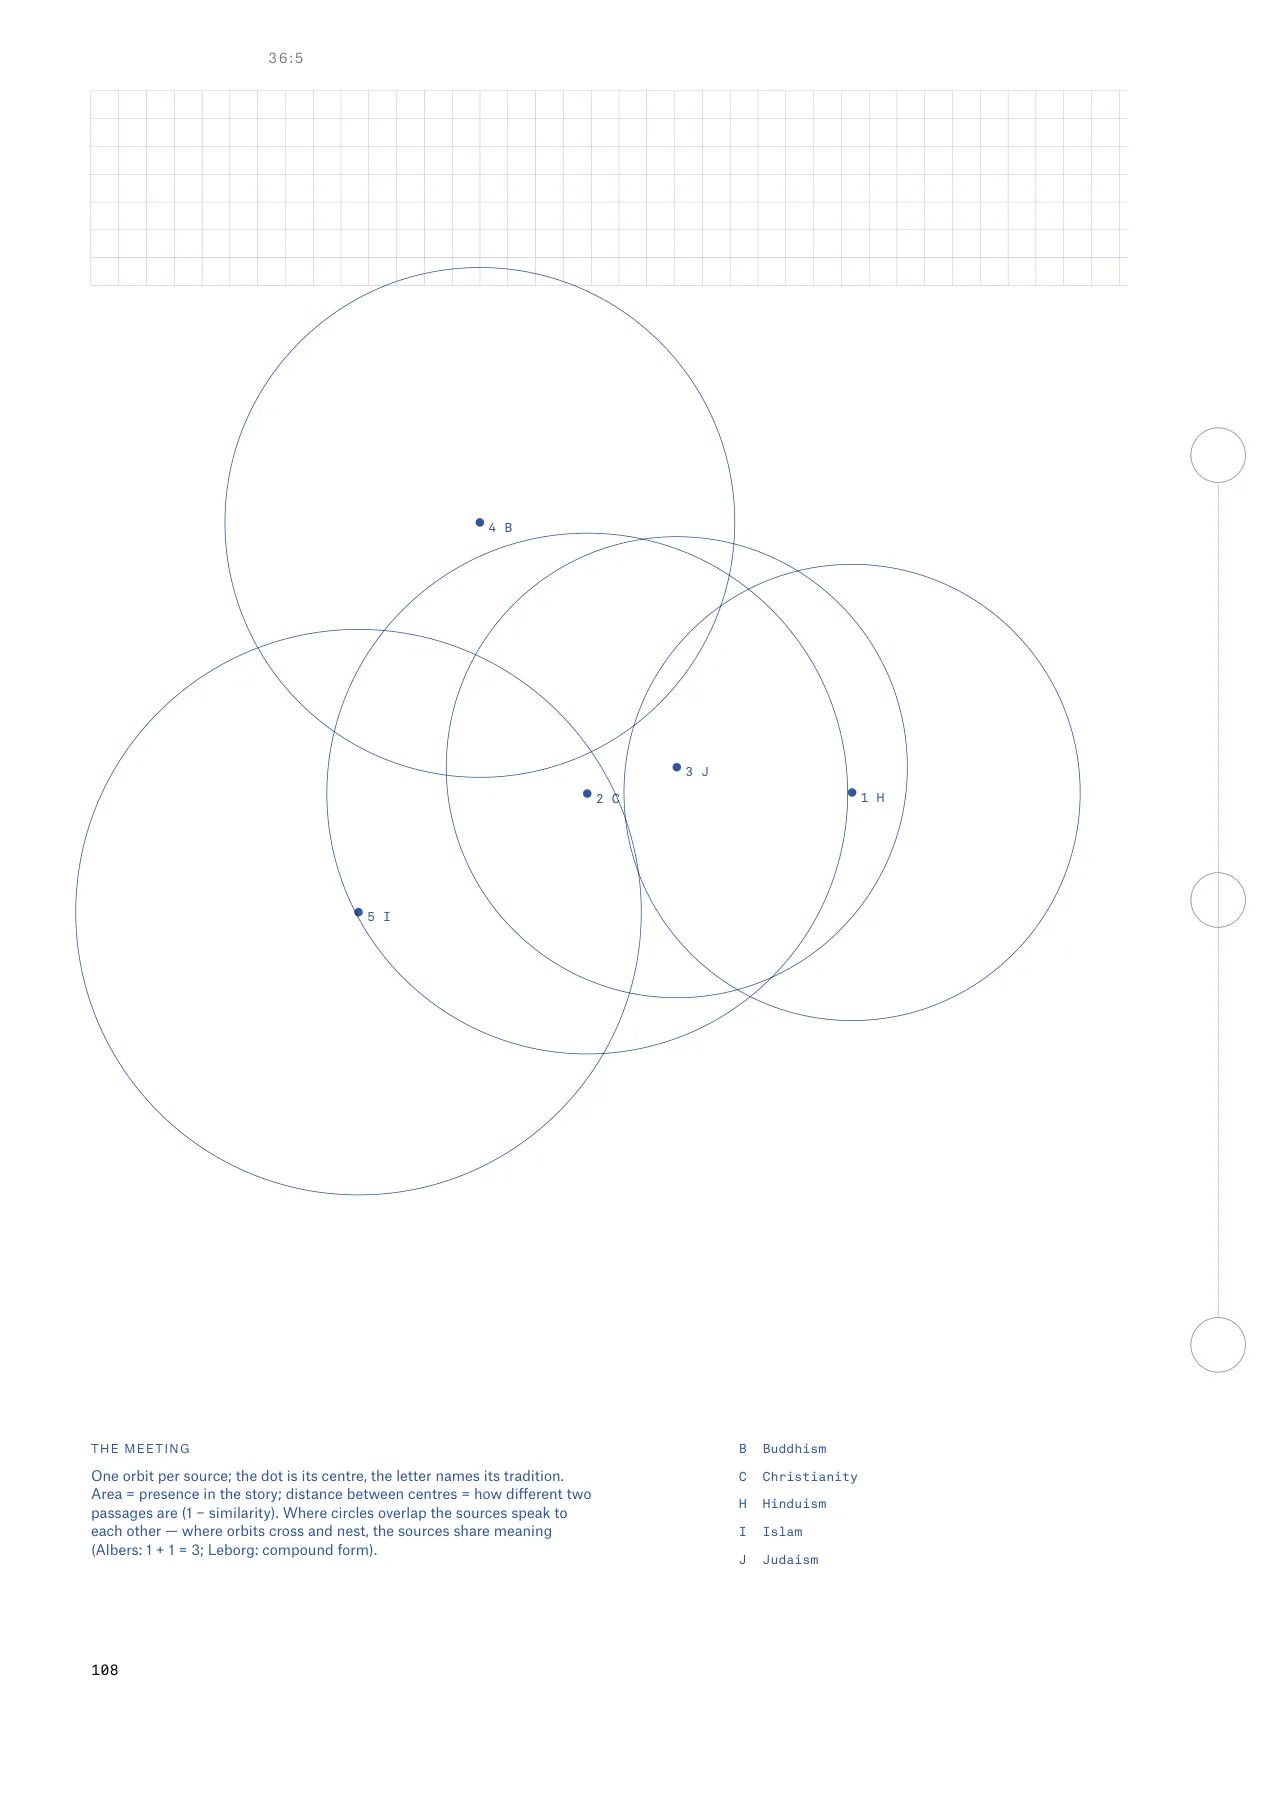 36:5
4 B
3 J
2 C
1 H
5 I
THE MEETING
One orbit per source; the dot is its centre, the letter names its tradition.
Area = presence in the story; distance between centres = how different two
passages are (1 − similarity). Where circles overlap the sources speak to
each other — where orbits cross and nest, the sources share meaning
(Albers: 1 + 1 = 3; Leborg: compound form).
B Buddhism
C Christianity
H Hinduism
I Islam
J Judaism
108